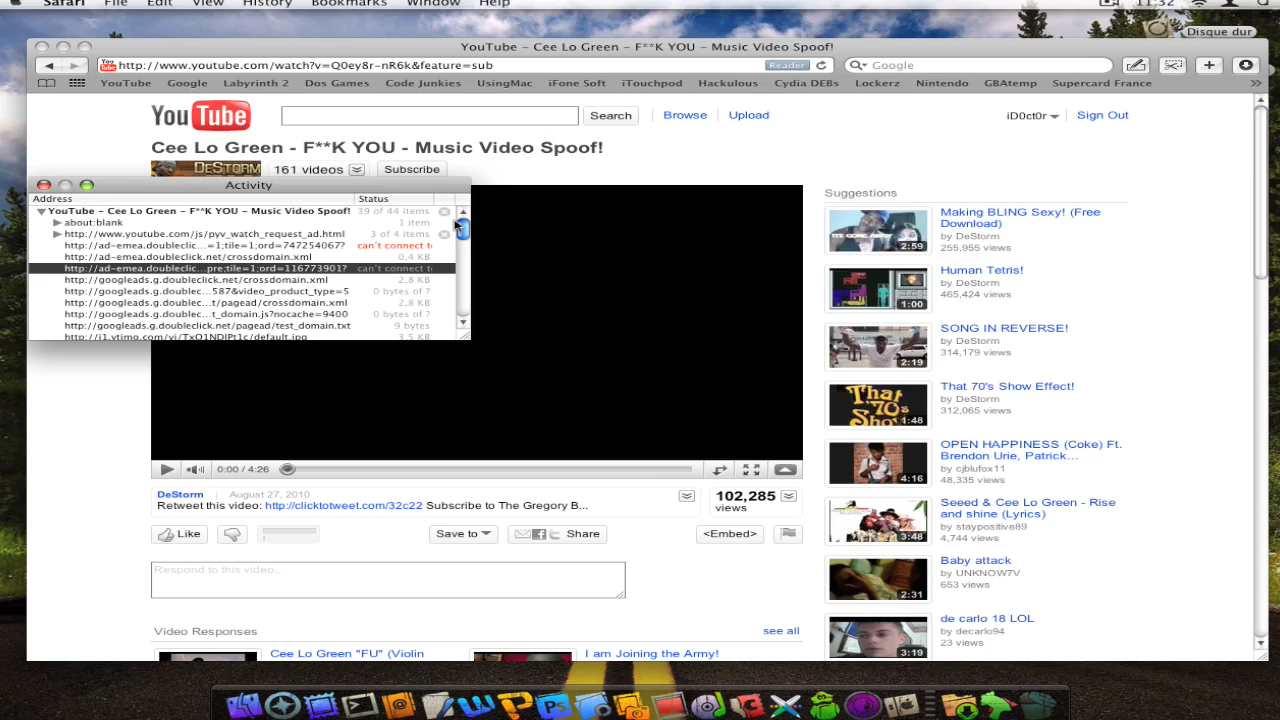 Safari File Edit View History Bookmarks Window Help 11:32
Disque dur
YouTube – Cee Lo Green – F**K YOU – Music Video Spoof!
http://www.youtube.com/watch?v=Q0ey8r-nR6k&feature=sub Reader Google
YouTube Google Labyrinth 2 Dos Games Code Junkies UsingMac iFone Soft iTouchpod Hackulous Cydia DEBs Lockerz Nintendo GBAtemp Supercard France
YouTube Search Browse Upload iD0ct0r Sign Out
Cee Lo Green - F**K YOU - Music Video Spoof!
DeSTORM 161 videos Subscribe
Activity
Address Status
YouTube – Cee Lo Green – F**K YOU – Music Video Spoof! 39 of 44 items
about:blank 1 item
http://www.youtube.com/js/pyv_watch_request_ad.html 3 of 4 items
http://ad-emea.doubleclic...=1;tile=1;ord=747254067? can't connect t
http://ad-emea.doubleclick.net/crossdomain.xml 0,4 KB
http://ad-emea.doubleclic...pre;tile=1;ord=116773901? can't connect t
http://googleads.g.doubleclick.net/crossdomain.xml 2,8 KB
http://googleads.g.doublec...587&video_product_type=5 0 bytes of ?
http://googleads.g.doublec...t/pagead/crossdomain.xml 2,8 KB
http://googleads.g.doublec...t_domain.js?nocache=9400 0 bytes of ?
http://googleads.g.doubleclick.net/pagead/test_domain.txt 9 bytes
http://i1.ytimg.com/vi/TxO1NDlPt1c/default.jpg 3,5 KB
0:00 / 4:26
DeStorm August 27, 2010
Retweet this video: http://clicktotweet.com/32c22 Subscribe to The Gregory B...
102,285
views
Like Save to Share <Embed>
Respond to this video...
Video Responses see all
Cee Lo Green "FU" (Violin
I am Joining the Army!
Suggestions
2:59
Making BLING Sexy! (Free
Download)
by DeStorm
255,955 views
1:00
Human Tetris!
by DeStorm
465,424 views
2:19
SONG IN REVERSE!
by DeStorm
314,179 views
That 70s Show
1:48
That 70's Show Effect!
by DeStorm
312,065 views
4:16
OPEN HAPPINESS (Coke) Ft.
Brendon Urie, Patrick...
by cjblufox11
48,335 views
3:48
Seeed & Cee Lo Green - Rise
and shine (Lyrics)
by staypositive89
4,744 views
2:31
Baby attack
by UNKNOW7V
653 views
3:19
de carlo 18 LOL
by decarlo94
23 views